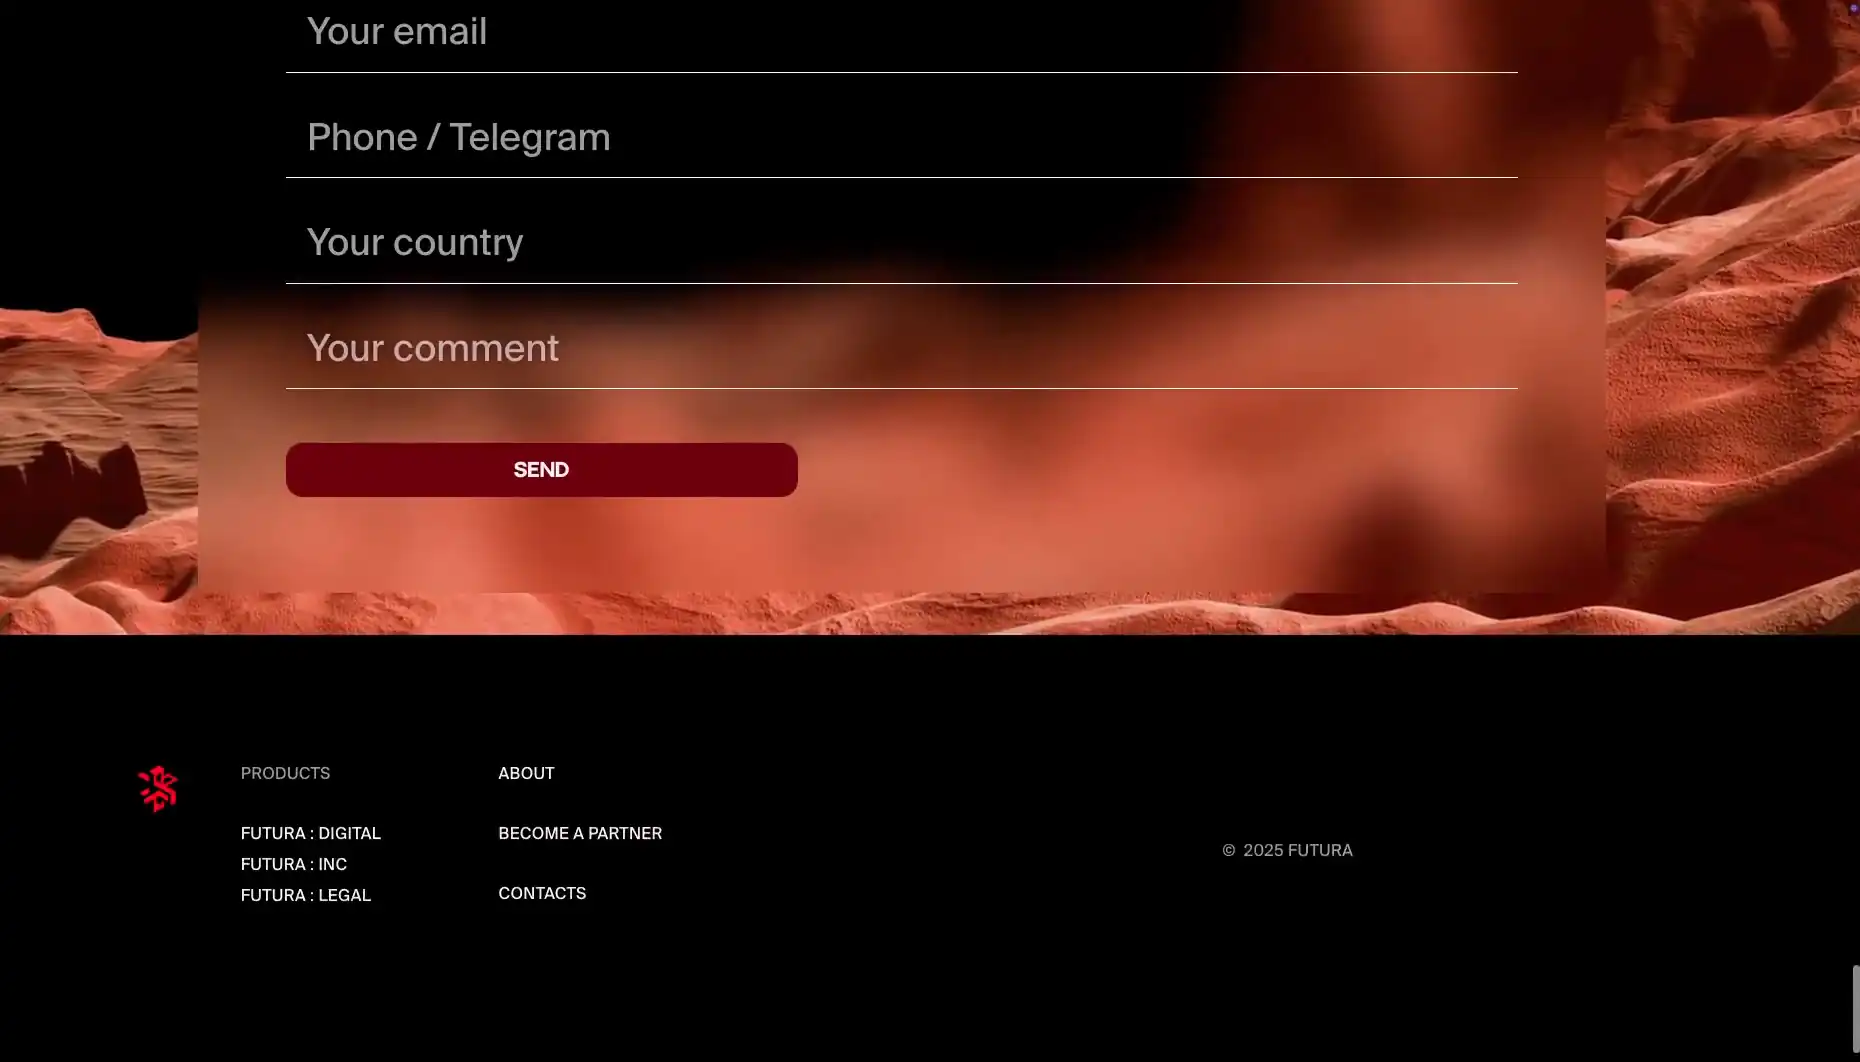 Your email
Phone / Telegram
Your country
Your comment
SEND
PRODUCTS
FUTURA : DIGITAL
FUTURA : INC
FUTURA : LEGAL
ABOUT
BECOME A PARTNER
CONTACTS
© 2025 FUTURA